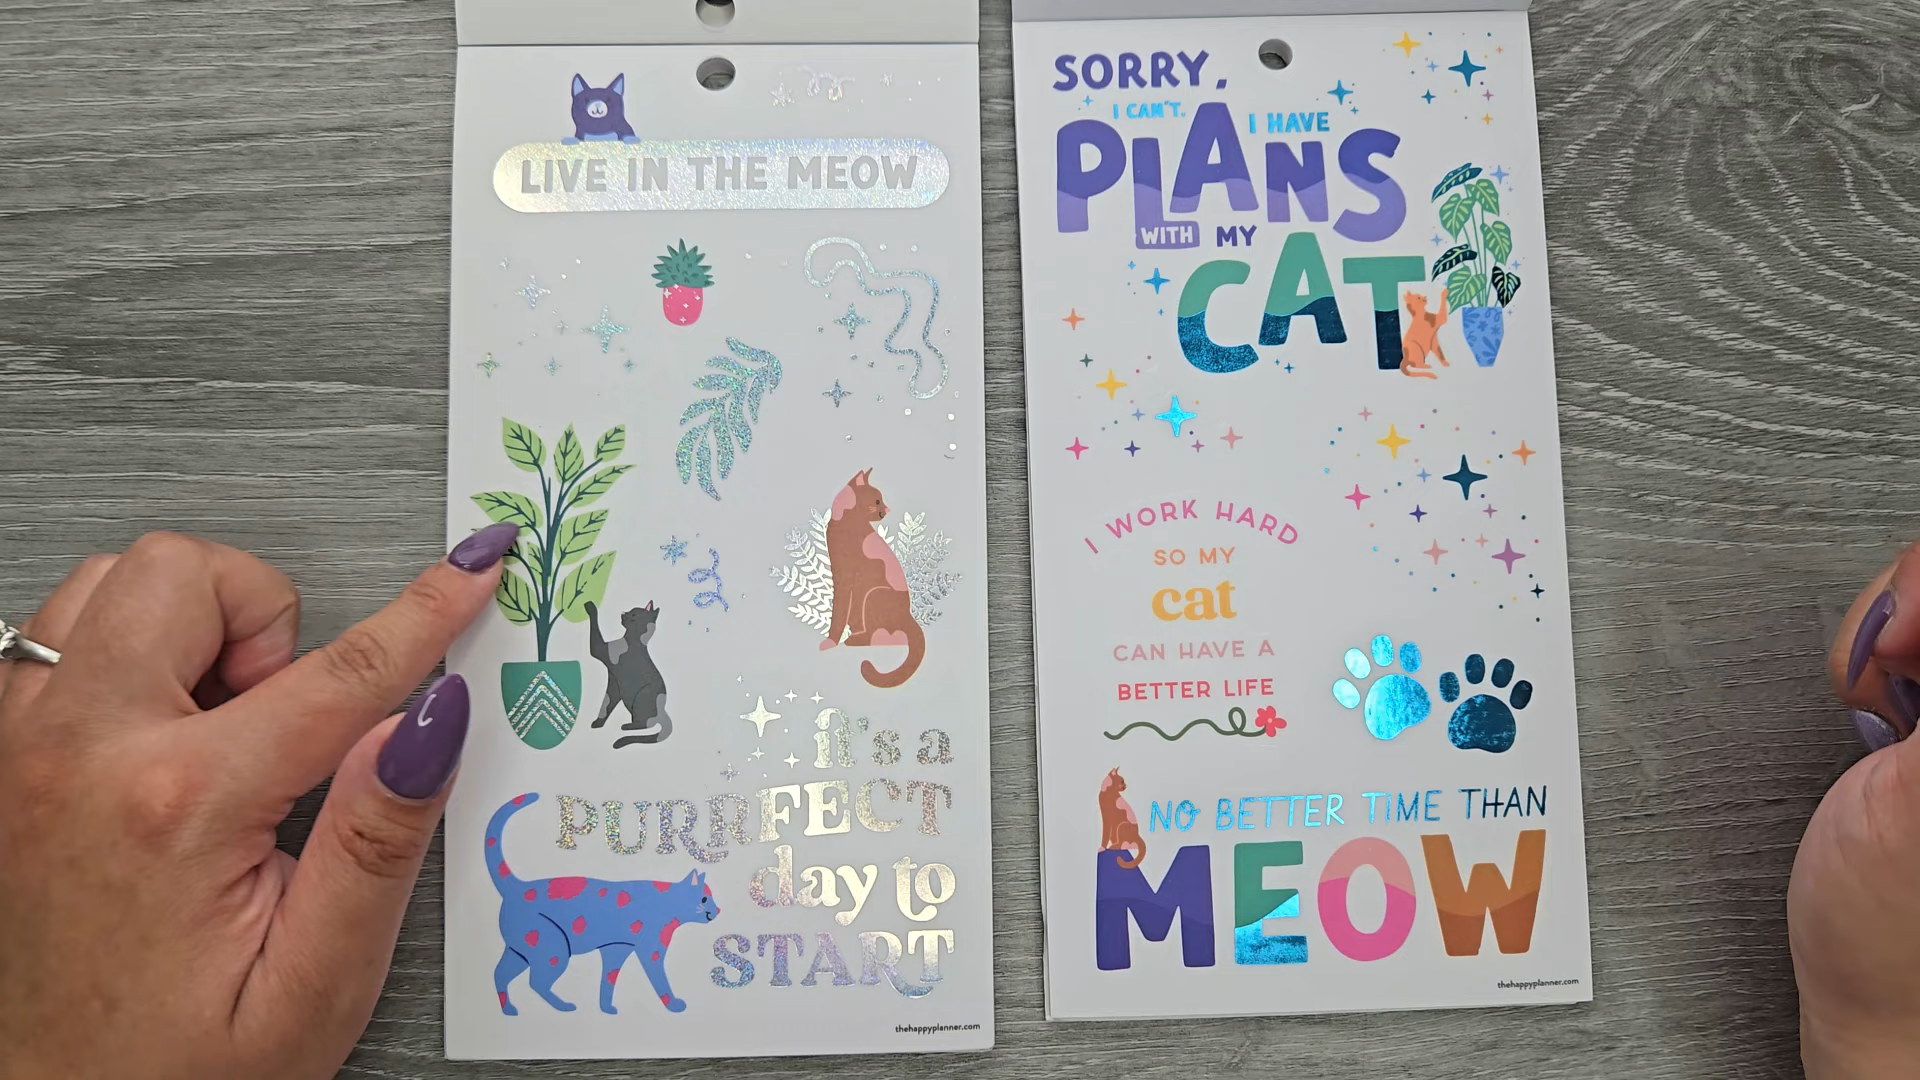 LIVE IN THE MEOW
it's a
PURRFECT
day to
START
thehappyplanner.com
SORRY,
I CAN'T. I HAVE
PLANS
WITH MY
CAT
I WORK HARD
SO MY
cat
CAN HAVE A
BETTER LIFE
NO BETTER TIME THAN
MEOW
thehappyplanner.com